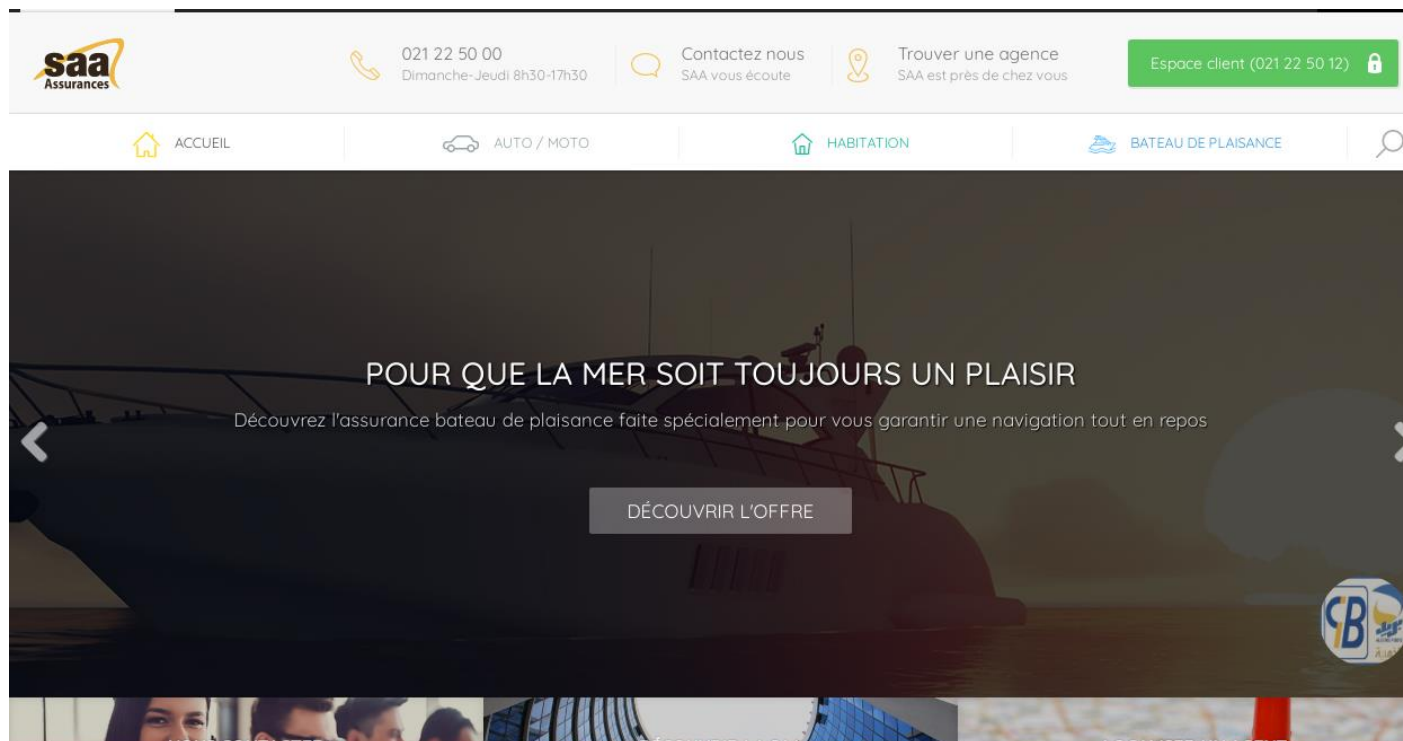 saa
Assurances
021 22 50 00
Dimanche-Jeudi 8h30-17h30
Contactez nous
SAA vous écoute
Trouver une agence
SAA est près de chez vous
Espace client (021 22 50 12)
ACCUEIL
AUTO / MOTO
HABITATION
BATEAU DE PLAISANCE
POUR QUE LA MER SOIT TOUJOURS UN PLAISIR
Découvrez l'assurance bateau de plaisance faite spécialement pour vous garantir une navigation tout en repos
DÉCOUVRIR L'OFFRE
CIB